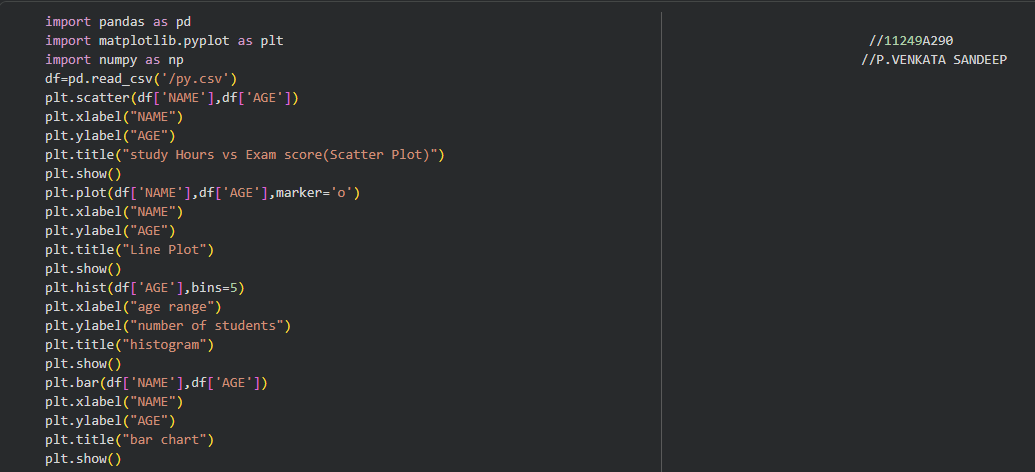 import pandas as pd
import matplotlib.pyplot as plt //11249A290
import numpy as np //P.VENKATA SANDEEP
df=pd.read_csv('/py.csv')
plt.scatter(df['NAME'],df['AGE'])
plt.xlabel("NAME")
plt.ylabel("AGE")
plt.title("study Hours vs Exam score(Scatter Plot)")
plt.show()
plt.plot(df['NAME'],df['AGE'],marker='o')
plt.xlabel("NAME")
plt.ylabel("AGE")
plt.title("Line Plot")
plt.show()
plt.hist(df['AGE'],bins=5)
plt.xlabel("age range")
plt.ylabel("number of students")
plt.title("histogram")
plt.show()
plt.bar(df['NAME'],df['AGE'])
plt.xlabel("NAME")
plt.ylabel("AGE")
plt.title("bar chart")
plt.show()